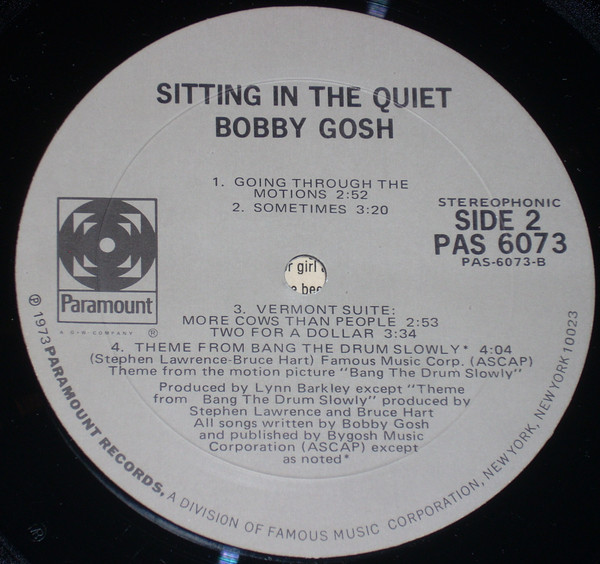 SITTING IN THE QUIET
BOBBY GOSH
1. GOING THROUGH THE
MOTIONS 2:52
2. SOMETIMES 3:20
STEREOPHONIC
SIDE 2
PAS 6073
PAS-6073-B
Paramount
A G+W COMPANY ®
r girl
e bec
3. VERMONT SUITE:
MORE COWS THAN PEOPLE 2:53
TWO FOR A DOLLAR 3:34
4. THEME FROM BANG THE DRUM SLOWLY* 4:04
(Stephen Lawrence-Bruce Hart) Famous Music Corp. (ASCAP)
Theme from the motion picture "Bang The Drum Slowly"
Produced by Lynn Barkley except "Theme
from Bang The Drum Slowly" produced by
Stephen Lawrence and Bruce Hart
All songs written by Bobby Gosh
and published by Bygosh Music
Corporation (ASCAP) except
as noted*
℗ 1973 PARAMOUNT RECORDS, A DIVISION OF FAMOUS MUSIC CORPORATION, NEW YORK, NEW YORK 10023